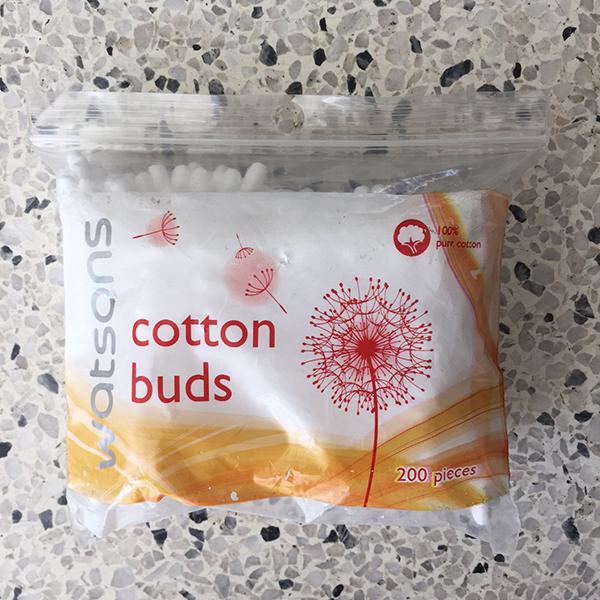 watsons
100%
pure cotton
cotton
buds
200 pieces